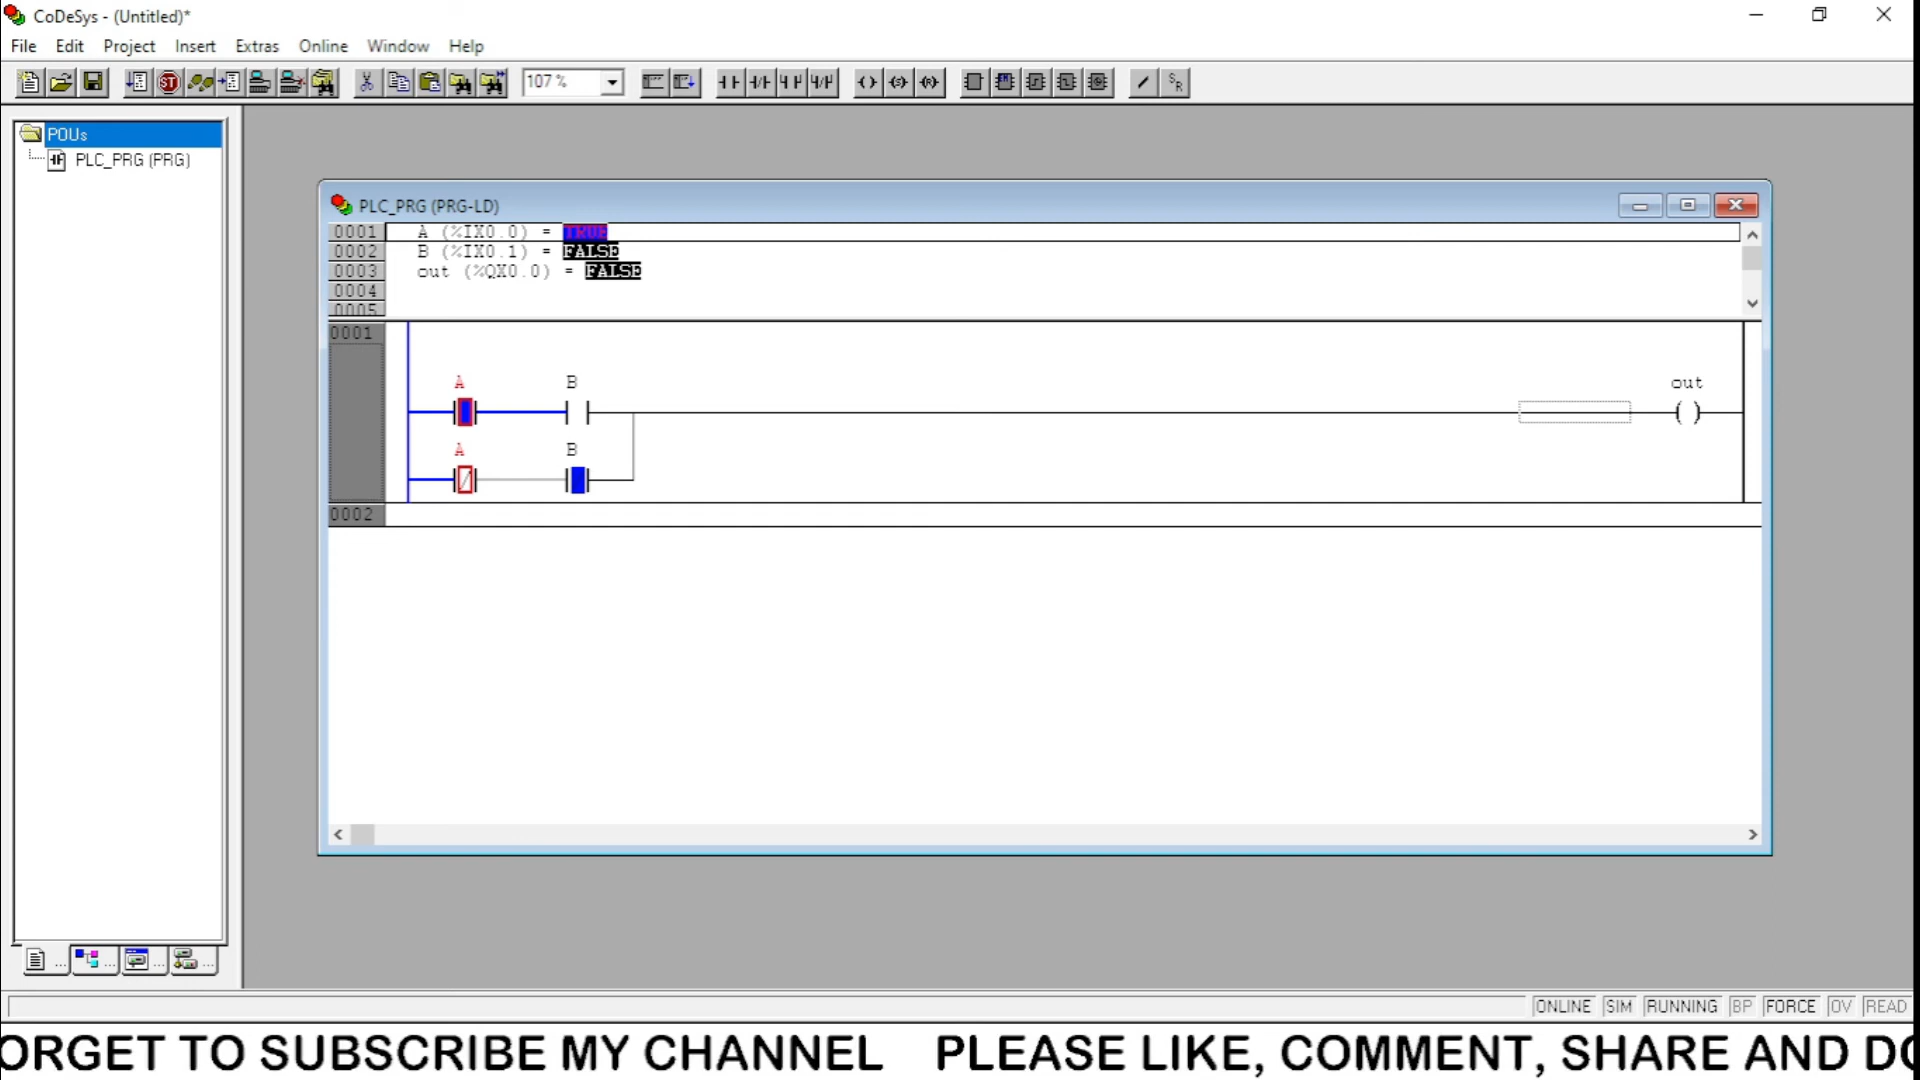 CoDeSys - (Untitled)*
File Edit Project Insert Extras Online Window Help
ST 107 % S R
POUs
PLC_PRG (PRG)
PLC_PRG (PRG-LD)
0001 A (%IX0.0) = TRUE
0002 B (%IX0.1) = FALSE
0003 out (%QX0.0) = FALSE
0004
0005
0001
A B out
A B
0002
... ... ... ...
ONLINE SIM RUNNING BP FORCE OV READ
ORGET TO SUBSCRIBE MY CHANNEL PLEASE LIKE, COMMENT, SHARE AND DO